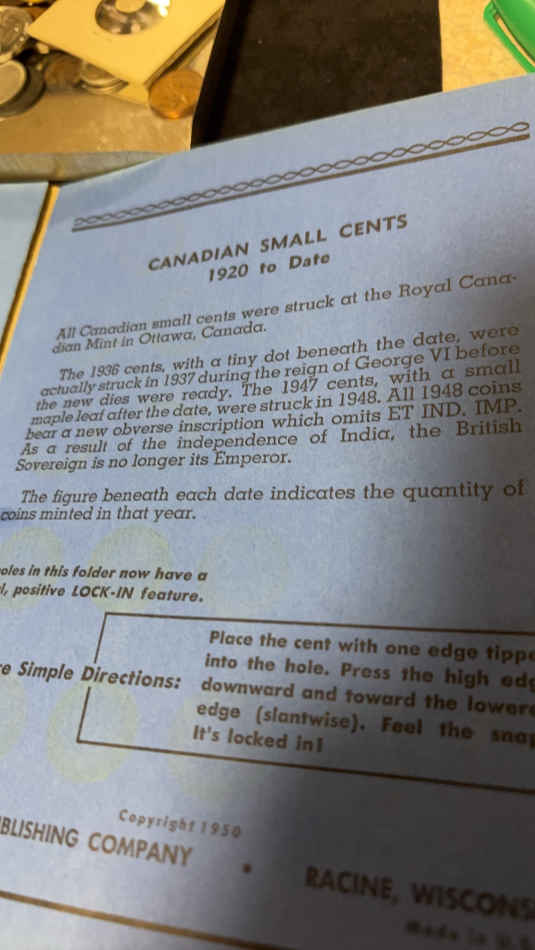 CANADIAN SMALL CENTS
1920 to Date
All Canadian small cents were struck at the Royal Cana-
dian Mint in Ottawa, Canada.
The 1936 cents, with a tiny dot beneath the date, were
actually struck in 1937 during the reign of George VI before
the new dies were ready. The 1947 cents, with a small
maple leaf after the date, were struck in 1948. All 1948 coins
bear a new obverse inscription which omits ET IND. IMP.
As a result of the independence of India, the British
Sovereign is no longer its Emperor.
The figure beneath each date indicates the quantity of
coins minted in that year.
oles in this folder now have a
l, positive LOCK-IN feature.
e Simple Directions:
Place the cent with one edge tippe
into the hole. Press the high edg
downward and toward the lowere
edge (slantwise). Feel the snap
It's locked in!
Copyright 1950
BLISHING COMPANY • RACINE, WISCONS
Made in U.S.